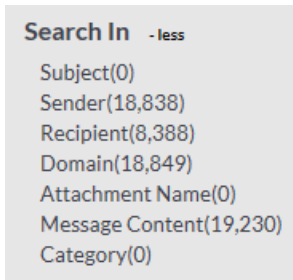 Search In - less
Subject(0)
Sender(18,838)
Recipient(8,388)
Domain(18,849)
Attachment Name(0)
Message Content(19,230)
Category(0)